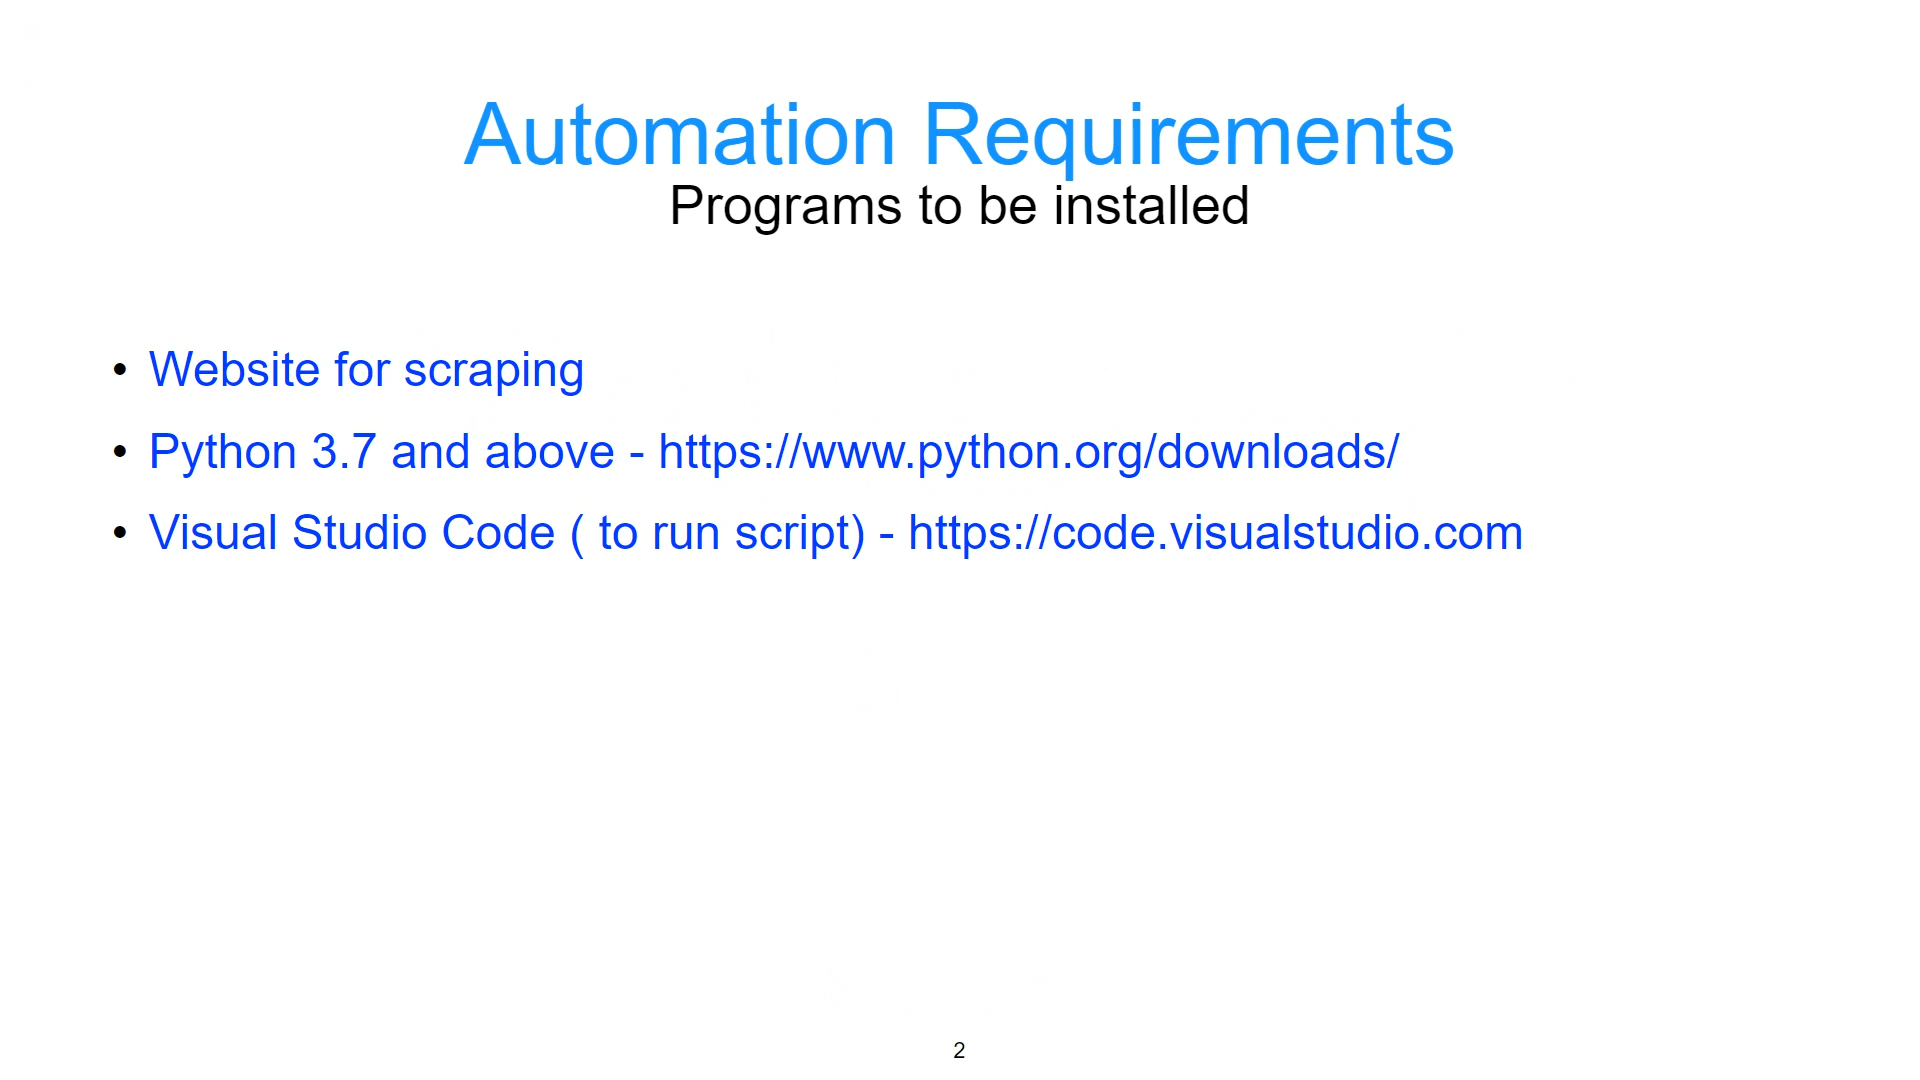 Automation Requirements
Programs to be installed
• Website for scraping
• Python 3.7 and above - https://www.python.org/downloads/
• Visual Studio Code ( to run script) - https://code.visualstudio.com
2